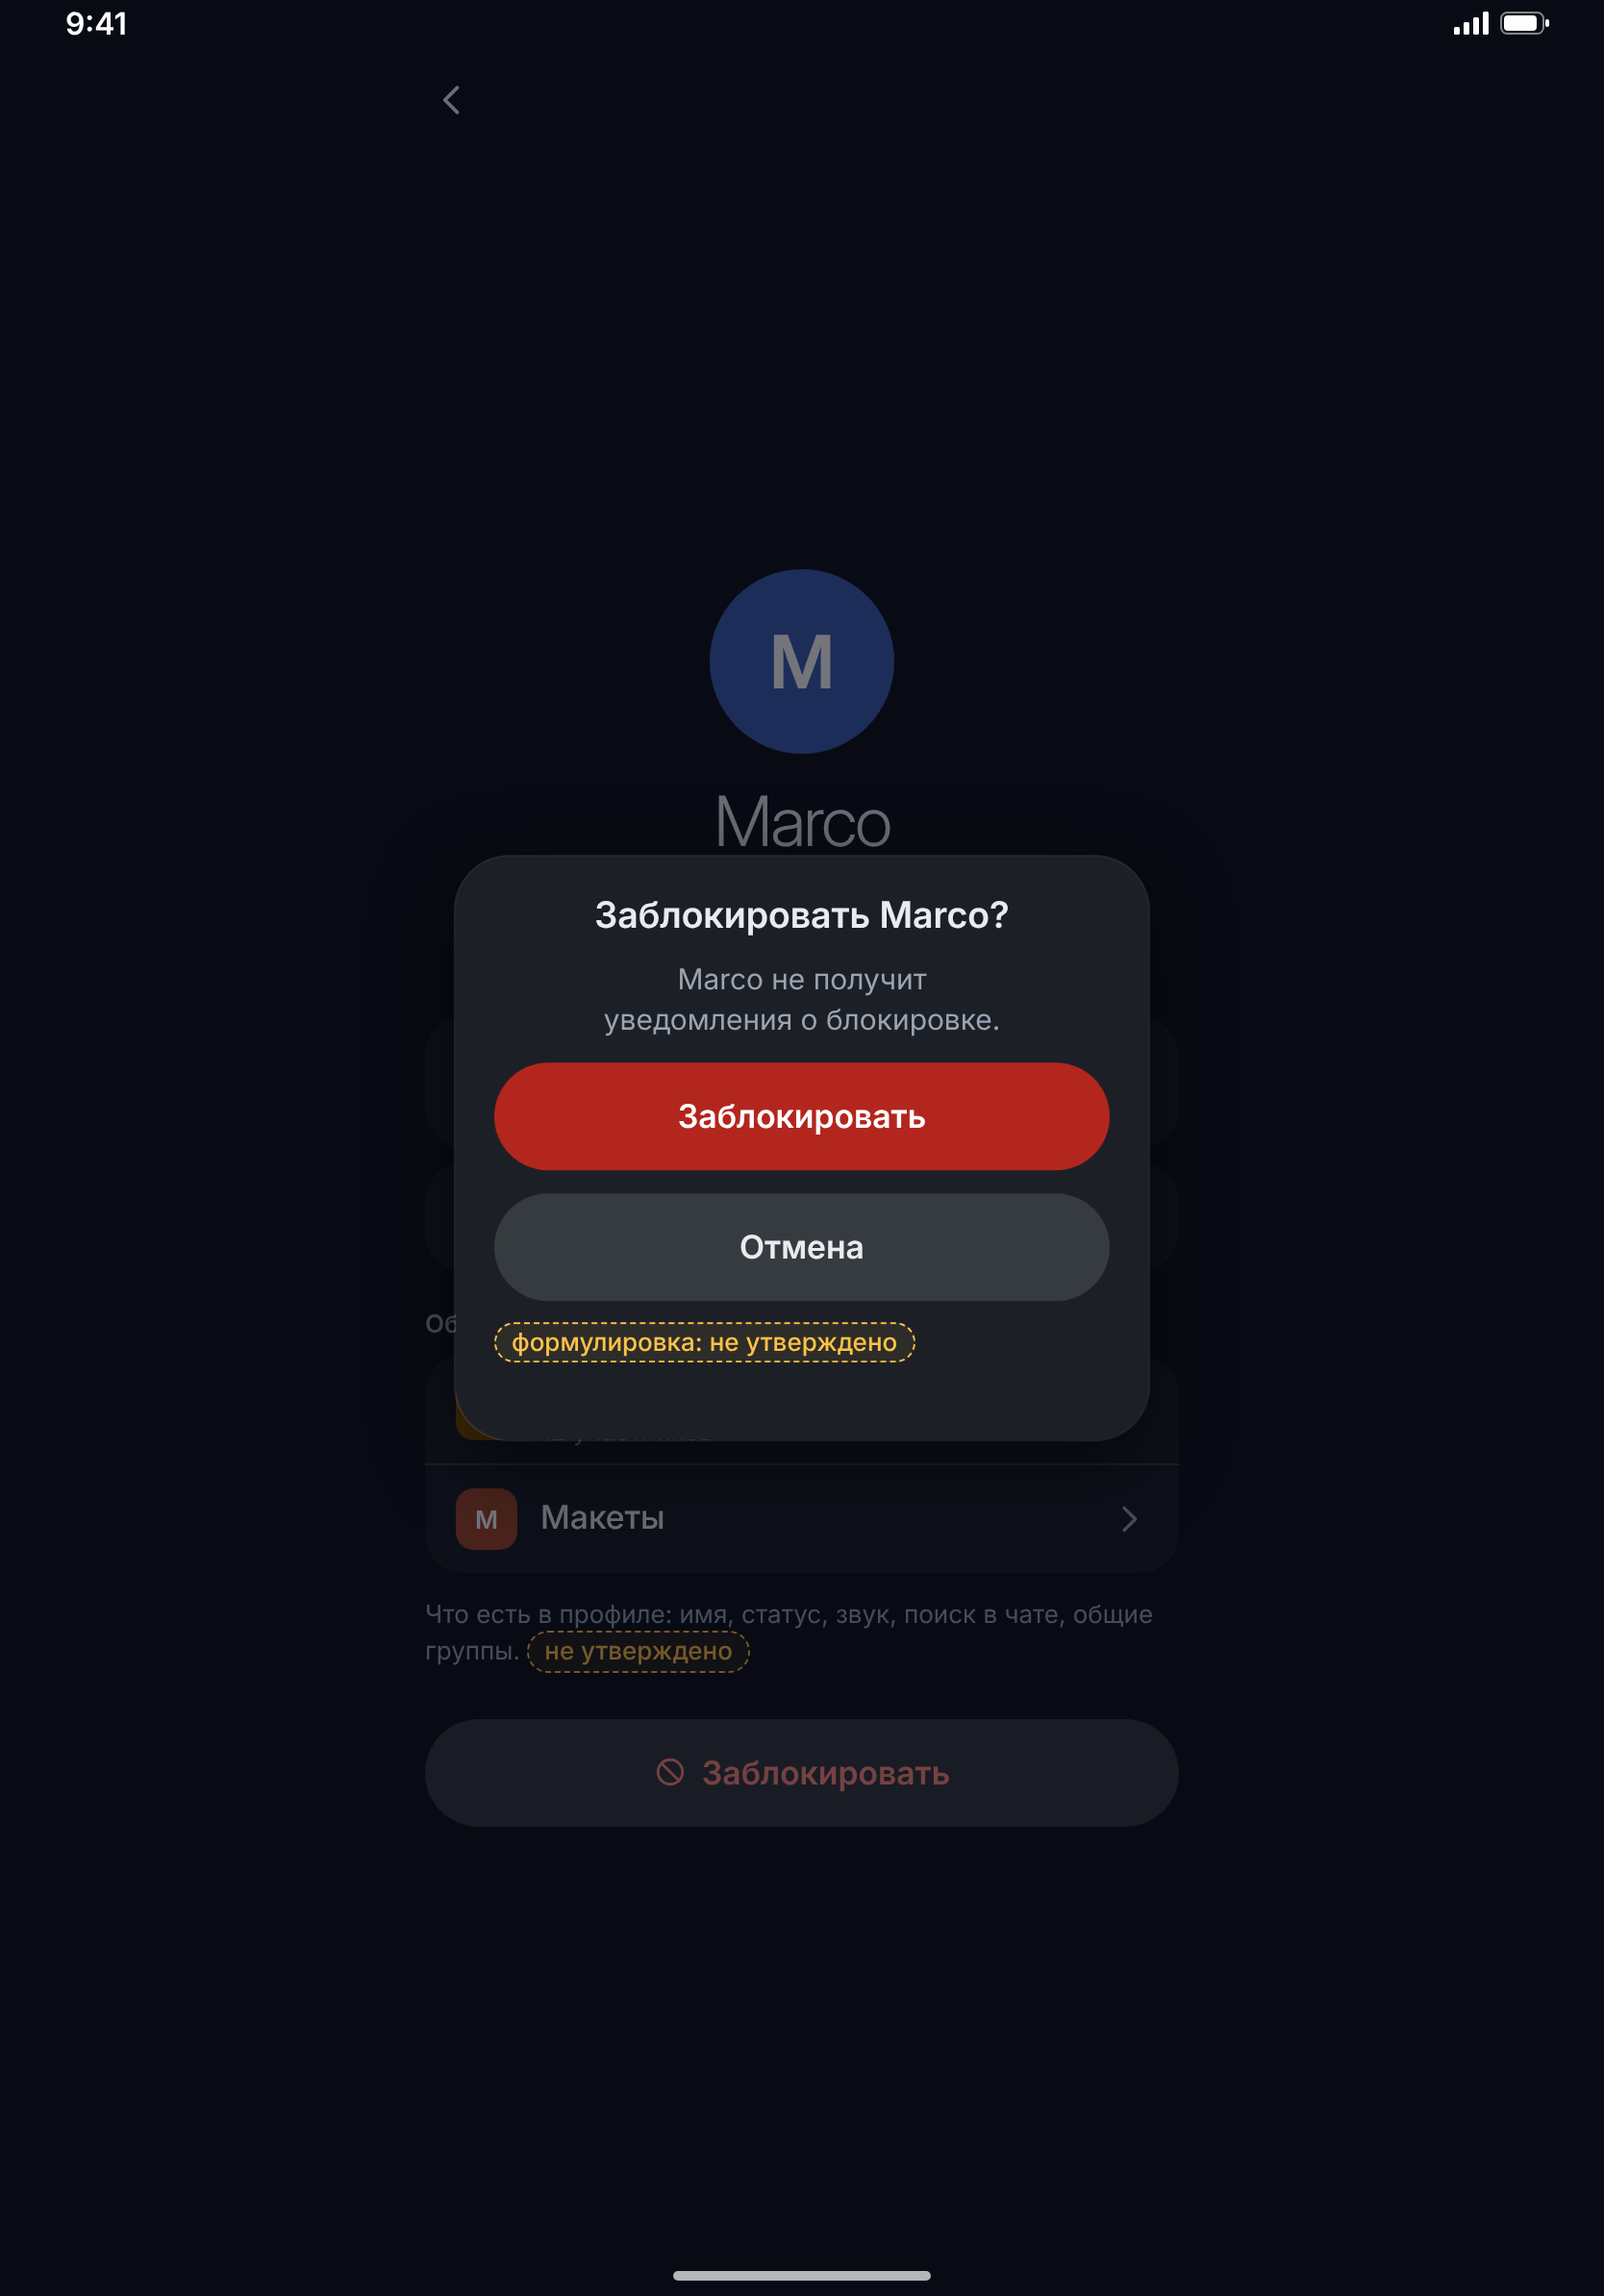 9:41
M
Marco
Заблокировать Marco?
Marco не получит
уведомления о блокировке.
Заблокировать
Отмена
формулировка: не утверждено
M Макеты
Что есть в профиле: имя, статус, звук, поиск в чате, общие
группы. не утверждено
Заблокировать